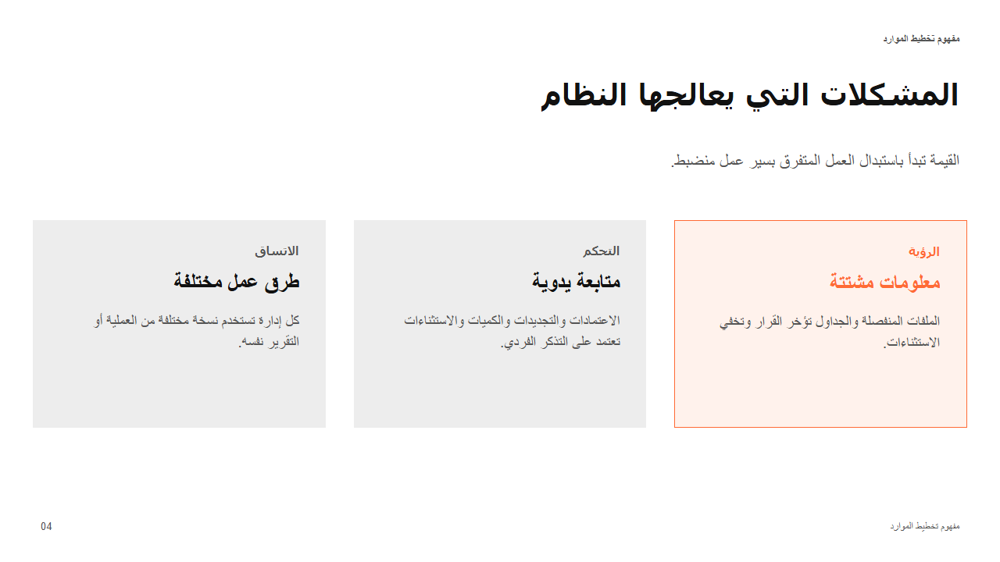 مفهوم تخطيط الموارد
المشكلات التي يعالجها النظام
القيمة تبدأ باستبدال العمل المتفرق بسير عمل منضبط.
الرؤية
معلومات مشتتة
الملفات المنفصلة والجداول تؤخر القرار وتخفي
الاستثناءات.
التحكم
متابعة يدوية
الاعتمادات والتجديدات والكميات والاستثناءات
تعتمد على التذكر الفردي.
الاتساق
طرق عمل مختلفة
كل إدارة تستخدم نسخة مختلفة من العملية أو
التقرير نفسه.
مفهوم تخطيط الموارد
04